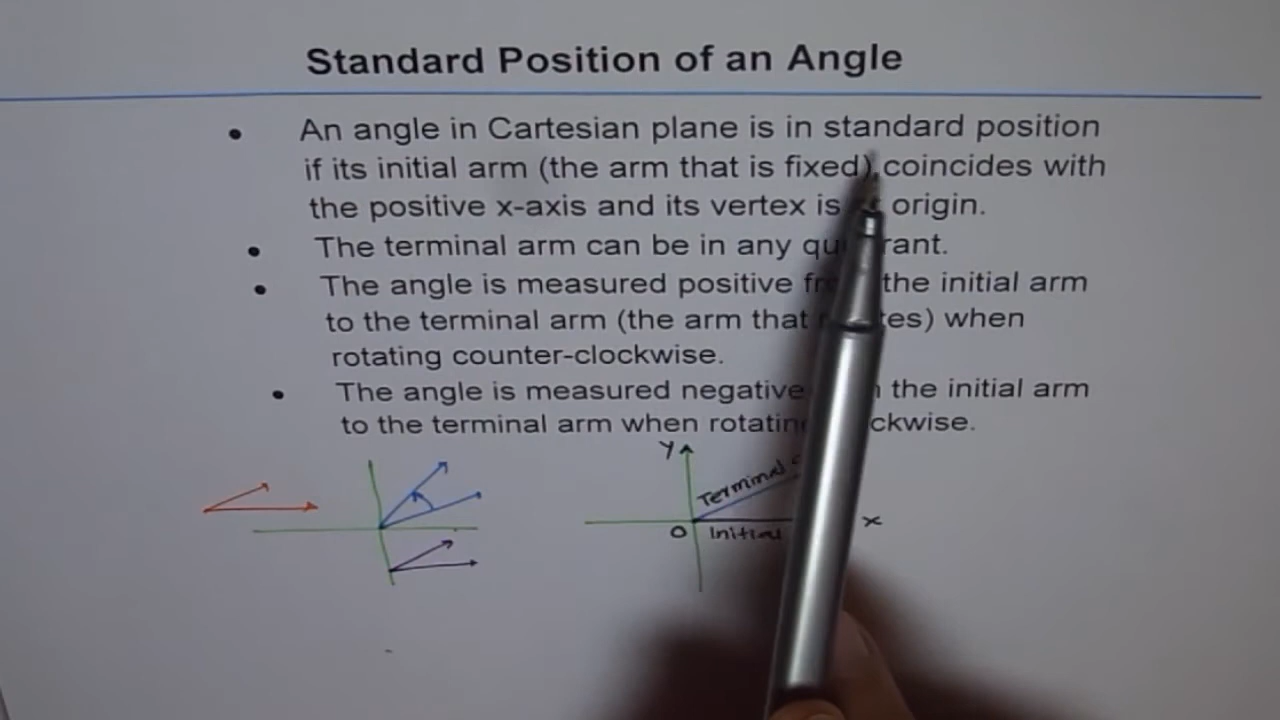 Standard Position of an Angle
• An angle in Cartesian plane is in standard position
if its initial arm (the arm that is fixed), coincides with
the positive x-axis and its vertex is origin.
• The terminal arm can be in any
• The angle is measured positive the initial arm
to the terminal arm (the arm that when
rotating counter-clockwise.
• The angle is measured negative the initial arm
to the terminal arm when
Y
Terminal
O Initial
x